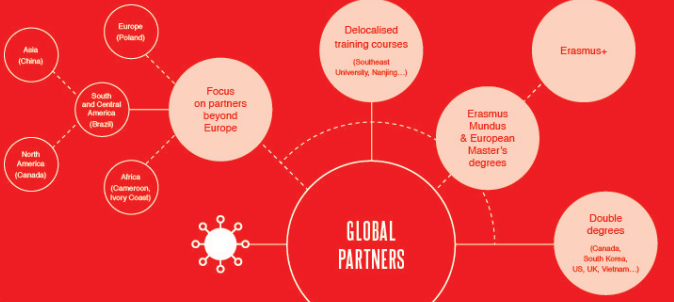 Europe
(Poland)
Asia
(China)
South
and Central
America
(Brazil)
North
America
(Canada)
Africa
(Cameroon,
Ivory Coast)
Focus
on partners
beyond
Europe
Delocalised
training courses
(Southeast
University, Nanjing…)
Erasmus+
Erasmus
Mundus
& European
Master's
degrees
Double
degrees
(Canada,
South Korea,
US, UK, Vietnam…)
GLOBAL
PARTNERS